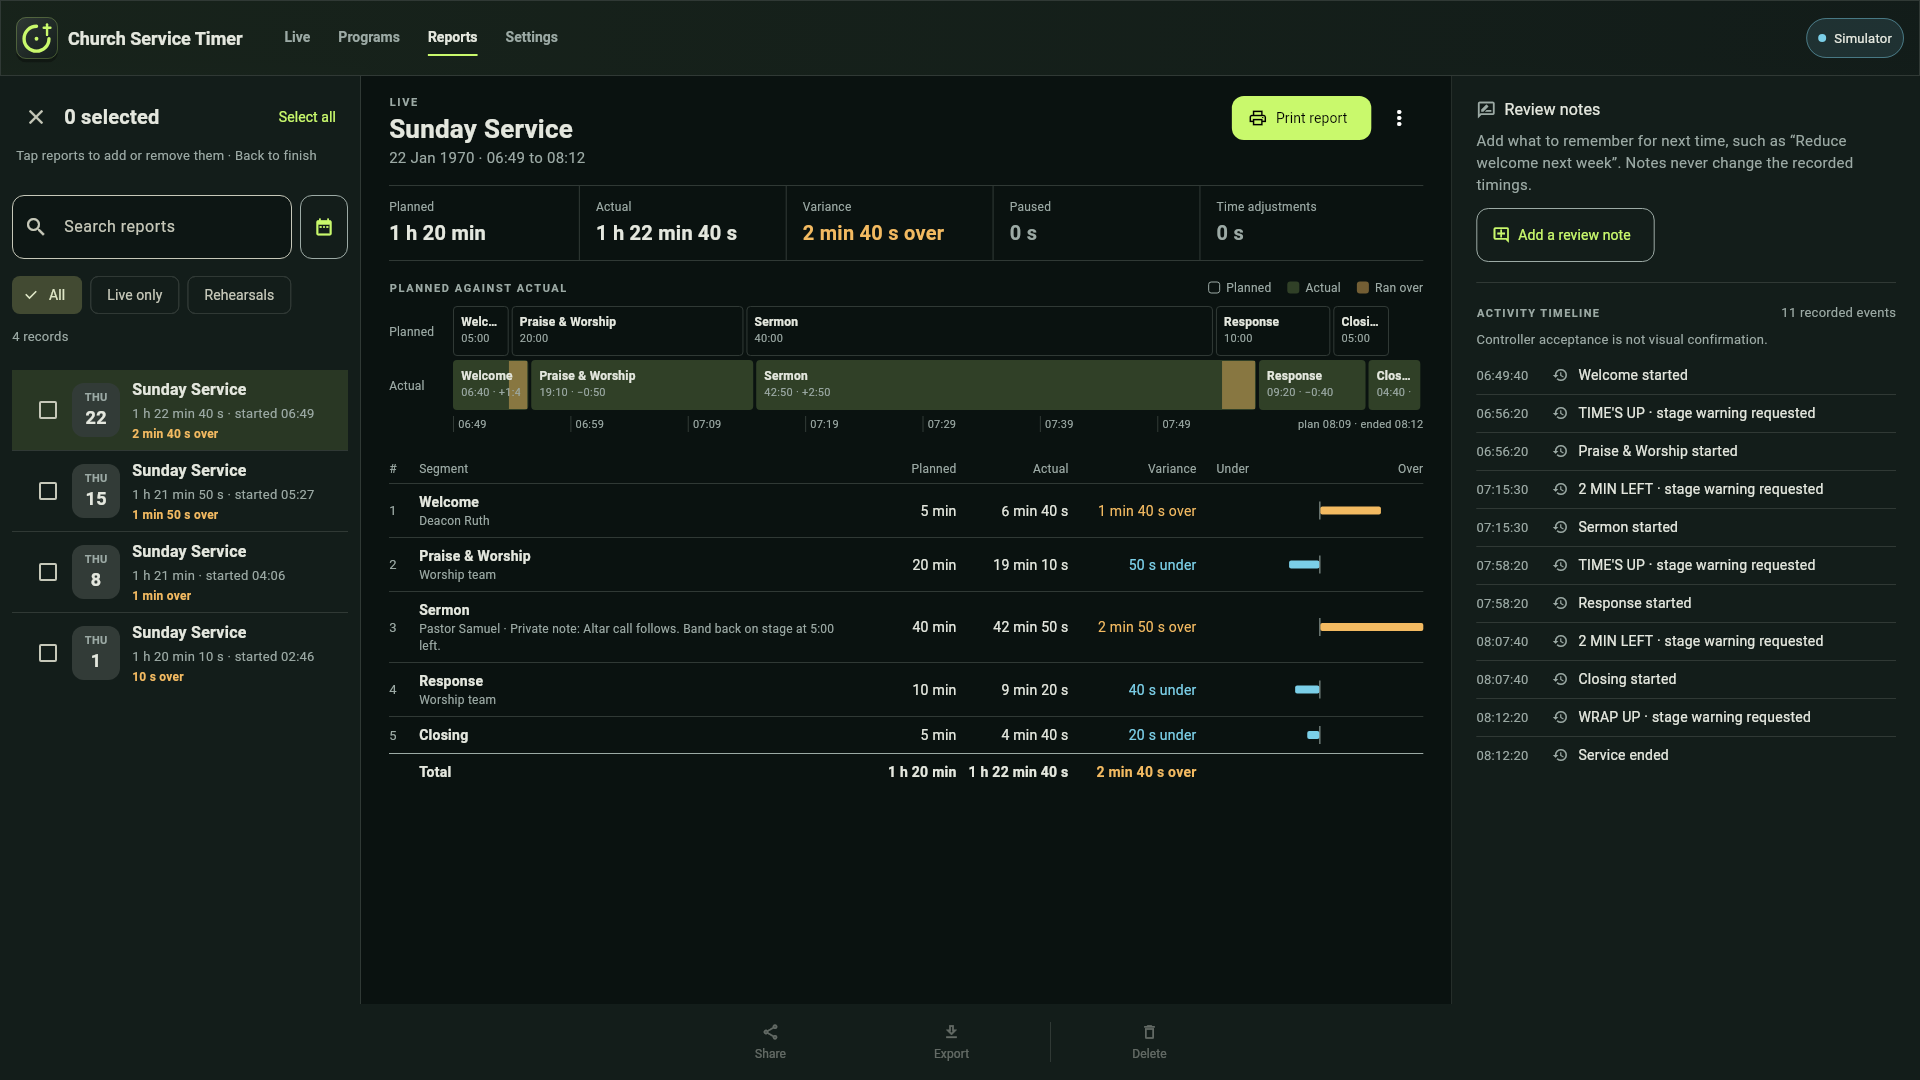 Church Service Timer
Live
Programs
Reports
Settings
Simulator
0 selected
Select all
Tap reports to add or remove them · Back to finish
Search reports
All
Live only
Rehearsals
4 records
THU
22
Sunday Service
1 h 22 min 40 s · started 06:49
2 min 40 s over
THU
15
Sunday Service
1 h 21 min 50 s · started 05:27
1 min 50 s over
THU
8
Sunday Service
1 h 21 min · started 04:06
1 min over
THU
1
Sunday Service
1 h 20 min 10 s · started 02:46
10 s over
LIVE
Sunday Service
22 Jan 1970 · 06:49 to 08:12
Print report
Planned
1 h 20 min
Actual
1 h 22 min 40 s
Variance
2 min 40 s over
Paused
0 s
Time adjustments
0 s
PLANNED AGAINST ACTUAL
Planned
Actual
Ran over
Planned
Welc...
05:00
Praise & Worship
20:00
Sermon
40:00
Response
10:00
Closi...
05:00
Actual
Welcome
06:40 · +1:4
Praise & Worship
19:10 · −0:50
Sermon
42:50 · +2:50
Response
09:20 · −0:40
Clos...
04:40 ·
06:49
06:59
07:09
07:19
07:29
07:39
07:49
plan 08:09 · ended 08:12
# Segment Planned Actual Variance Under Over
1 Welcome 5 min 6 min 40 s 1 min 40 s over
Deacon Ruth
2 Praise & Worship 20 min 19 min 10 s 50 s under
Worship team
3 Sermon 40 min 42 min 50 s 2 min 50 s over
Pastor Samuel · Private note: Altar call follows. Band back on stage at 5:00
left.
4 Response 10 min 9 min 20 s 40 s under
Worship team
5 Closing 5 min 4 min 40 s 20 s under
Total 1 h 20 min 1 h 22 min 40 s 2 min 40 s over
Review notes
Add what to remember for next time, such as “Reduce
welcome next week”. Notes never change the recorded
timings.
Add a review note
ACTIVITY TIMELINE
11 recorded events
Controller acceptance is not visual confirmation.
06:49:40 Welcome started
06:56:20 TIME'S UP · stage warning requested
06:56:20 Praise & Worship started
07:15:30 2 MIN LEFT · stage warning requested
07:15:30 Sermon started
07:58:20 TIME'S UP · stage warning requested
07:58:20 Response started
08:07:40 2 MIN LEFT · stage warning requested
08:07:40 Closing started
08:12:20 WRAP UP · stage warning requested
08:12:20 Service ended
Share
Export
Delete